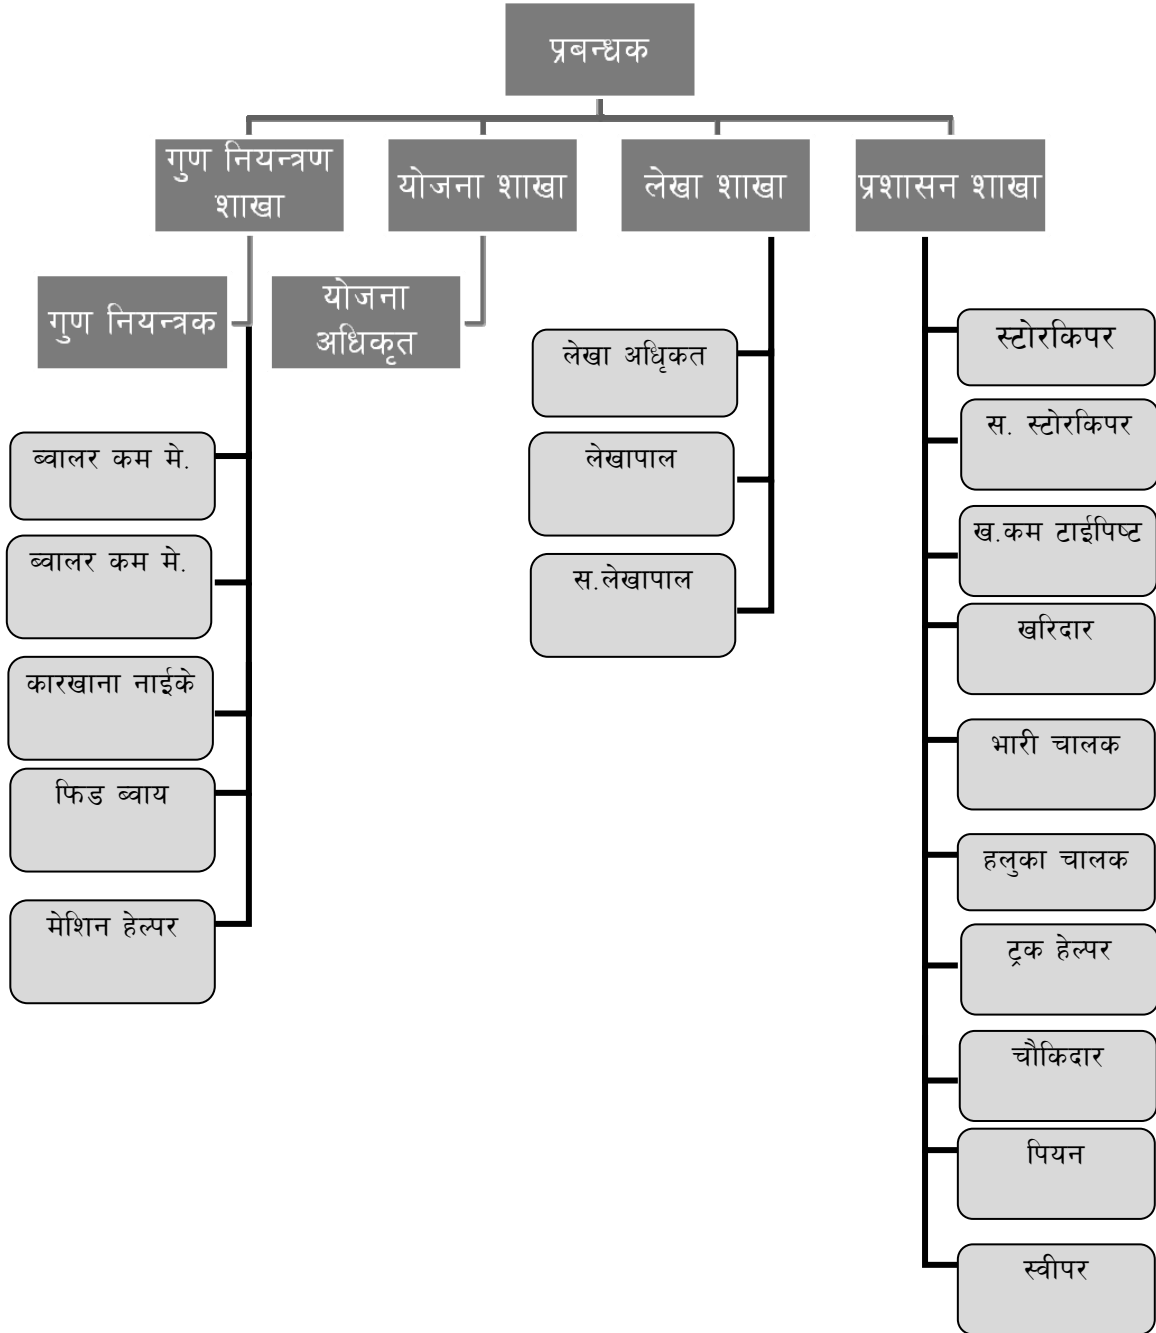 प्रबन्धक
गुण नियन्त्रण
शाखा
योजना शाखा
लेखा शाखा
प्रशासन शाखा
गुण नियन्त्रक
योजना
अधिकृत
ब्वालर कम मे.
ब्वालर कम मे.
कारखाना नाईके
फिड ब्वाय
मेशिन हेल्पर
लेखा अधिृकत
लेखापाल
स.लेखापाल
स्टोरकिपर
स. स्टोरकिपर
ख.कम टाईपिष्ट
खरिदार
भारी चालक
हलुका चालक
ट्रक हेल्पर
चौकिदार
पियन
स्वीपर